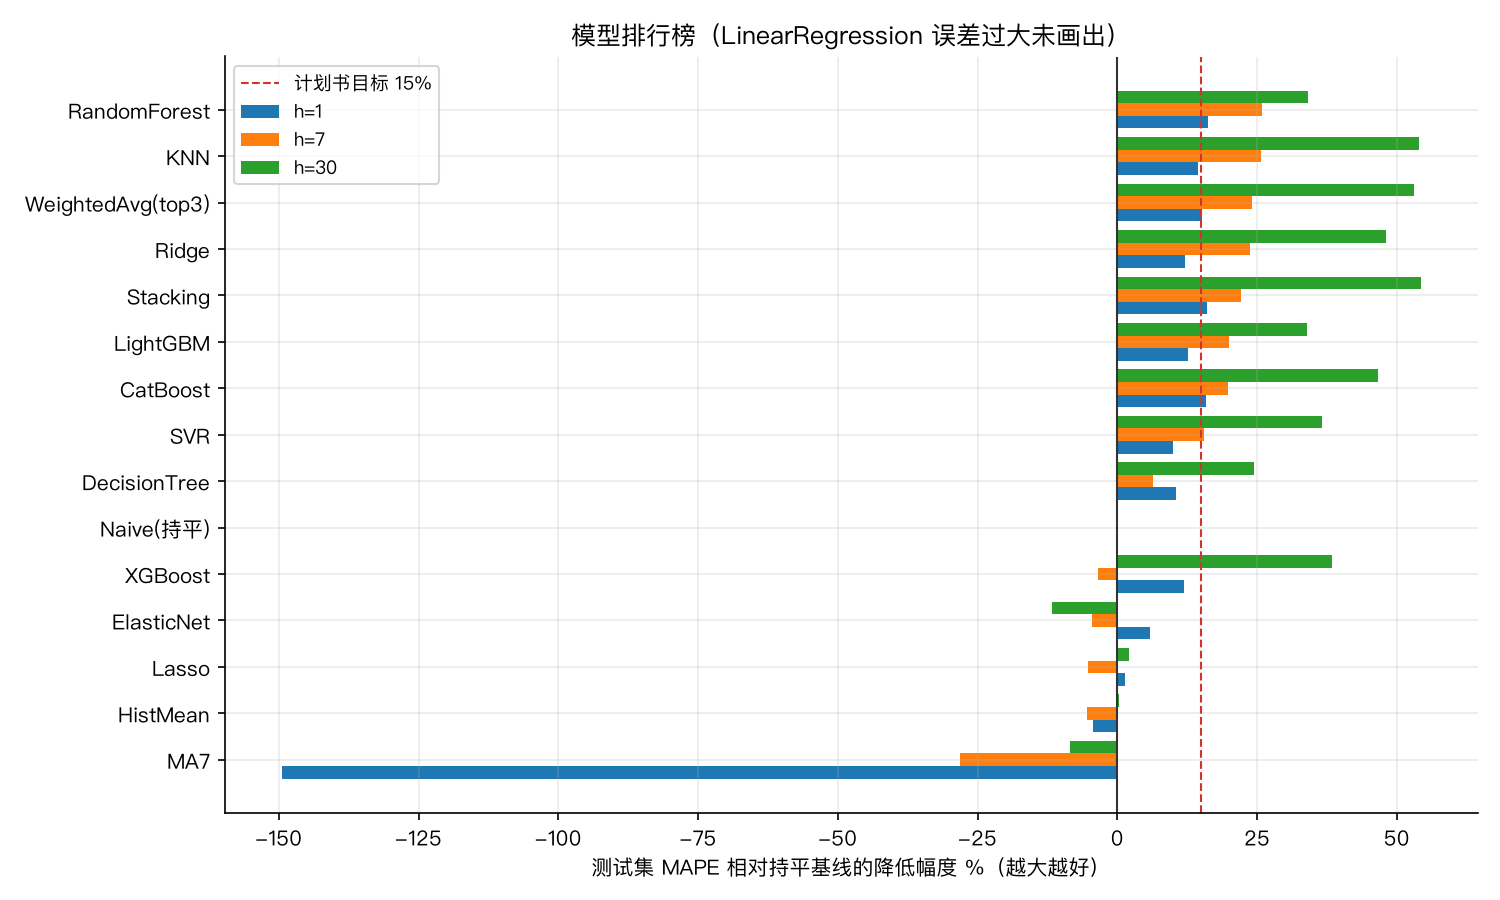 模型排行榜（LinearRegression 误差过大未画出）
计划书目标 15%
h=1
h=7
h=30
RandomForest
KNN
WeightedAvg(top3)
Ridge
Stacking
LightGBM
CatBoost
SVR
DecisionTree
Naive(持平)
XGBoost
ElasticNet
Lasso
HistMean
MA7
−150 −125 −100 −75 −50 −25 0 25 50
测试集 MAPE 相对持平基线的降低幅度 %（越大越好）